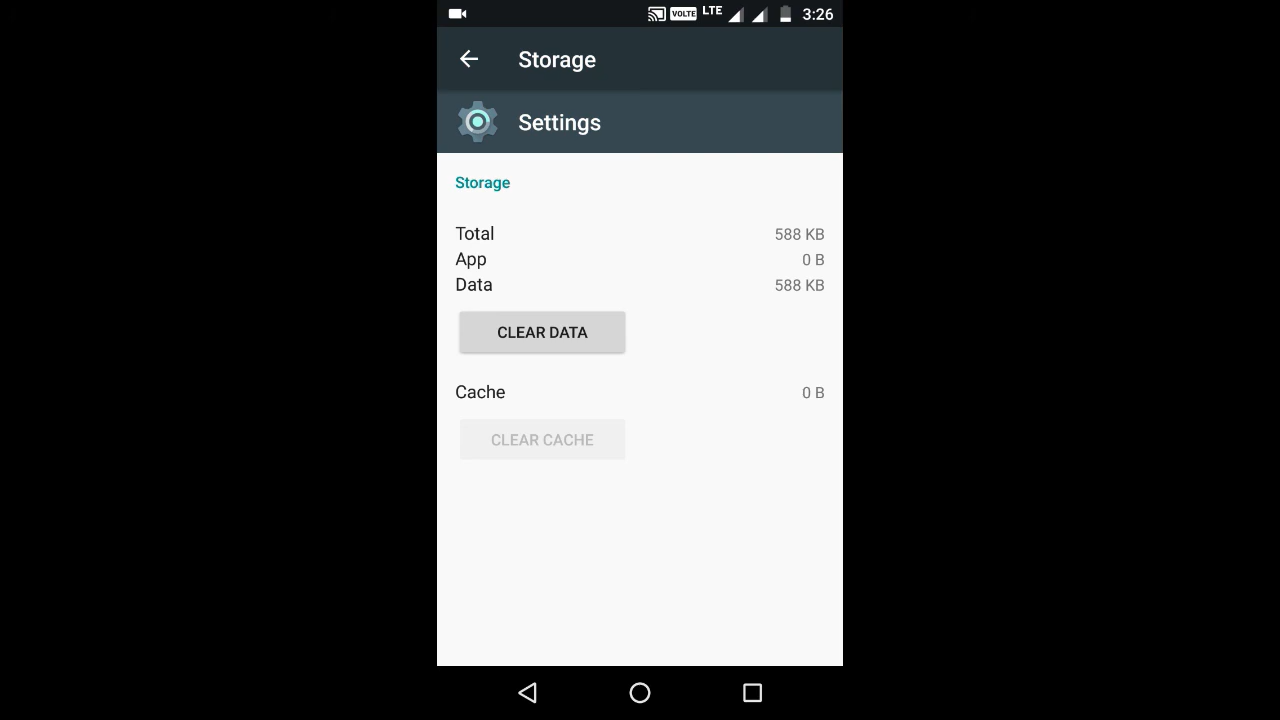 VOLTE LTE 3:26
Storage
Settings
Storage
Total 588 KB
App 0 B
Data 588 KB
CLEAR DATA
Cache 0 B
CLEAR CACHE